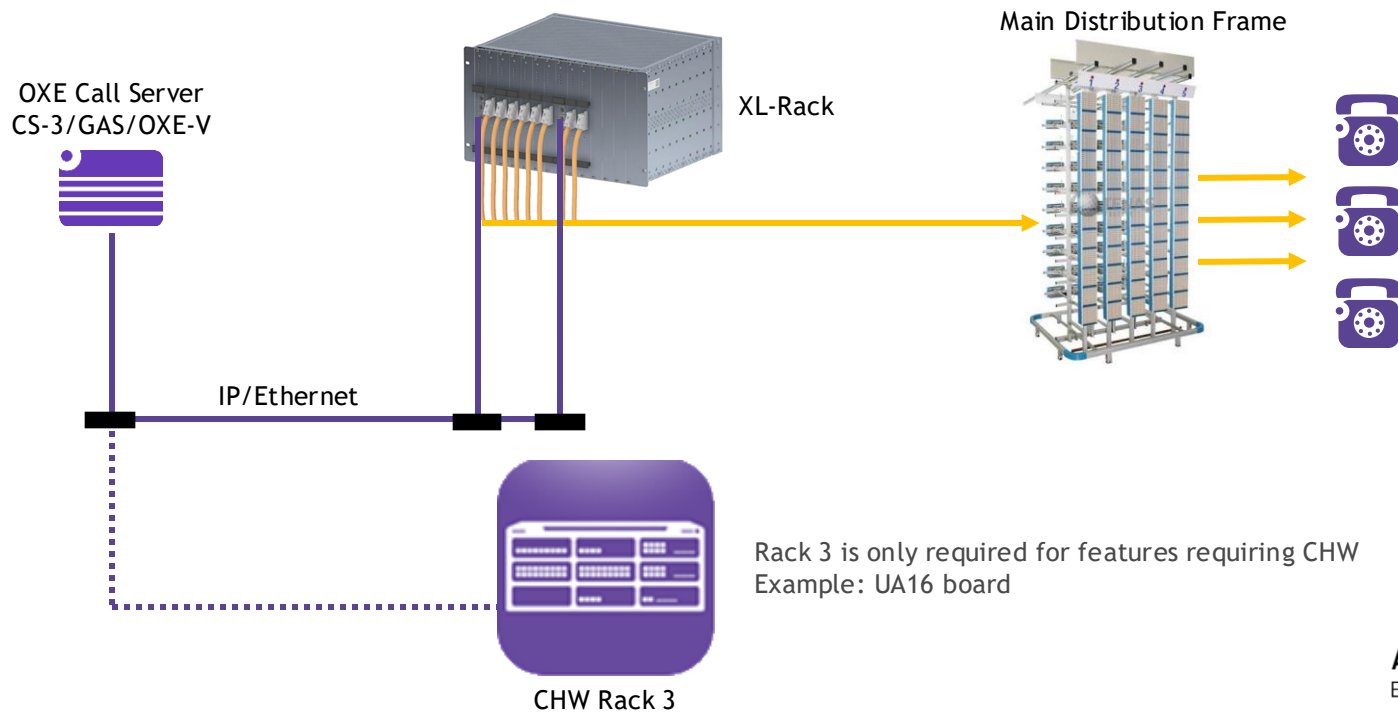 Main Distribution Frame
OXE Call Server
CS-3/GAS/OXE-V
XL-Rack
IP/Ethernet
Rack 3 is only required for features requiring CHW
Example: UA16 board
CHW Rack 3